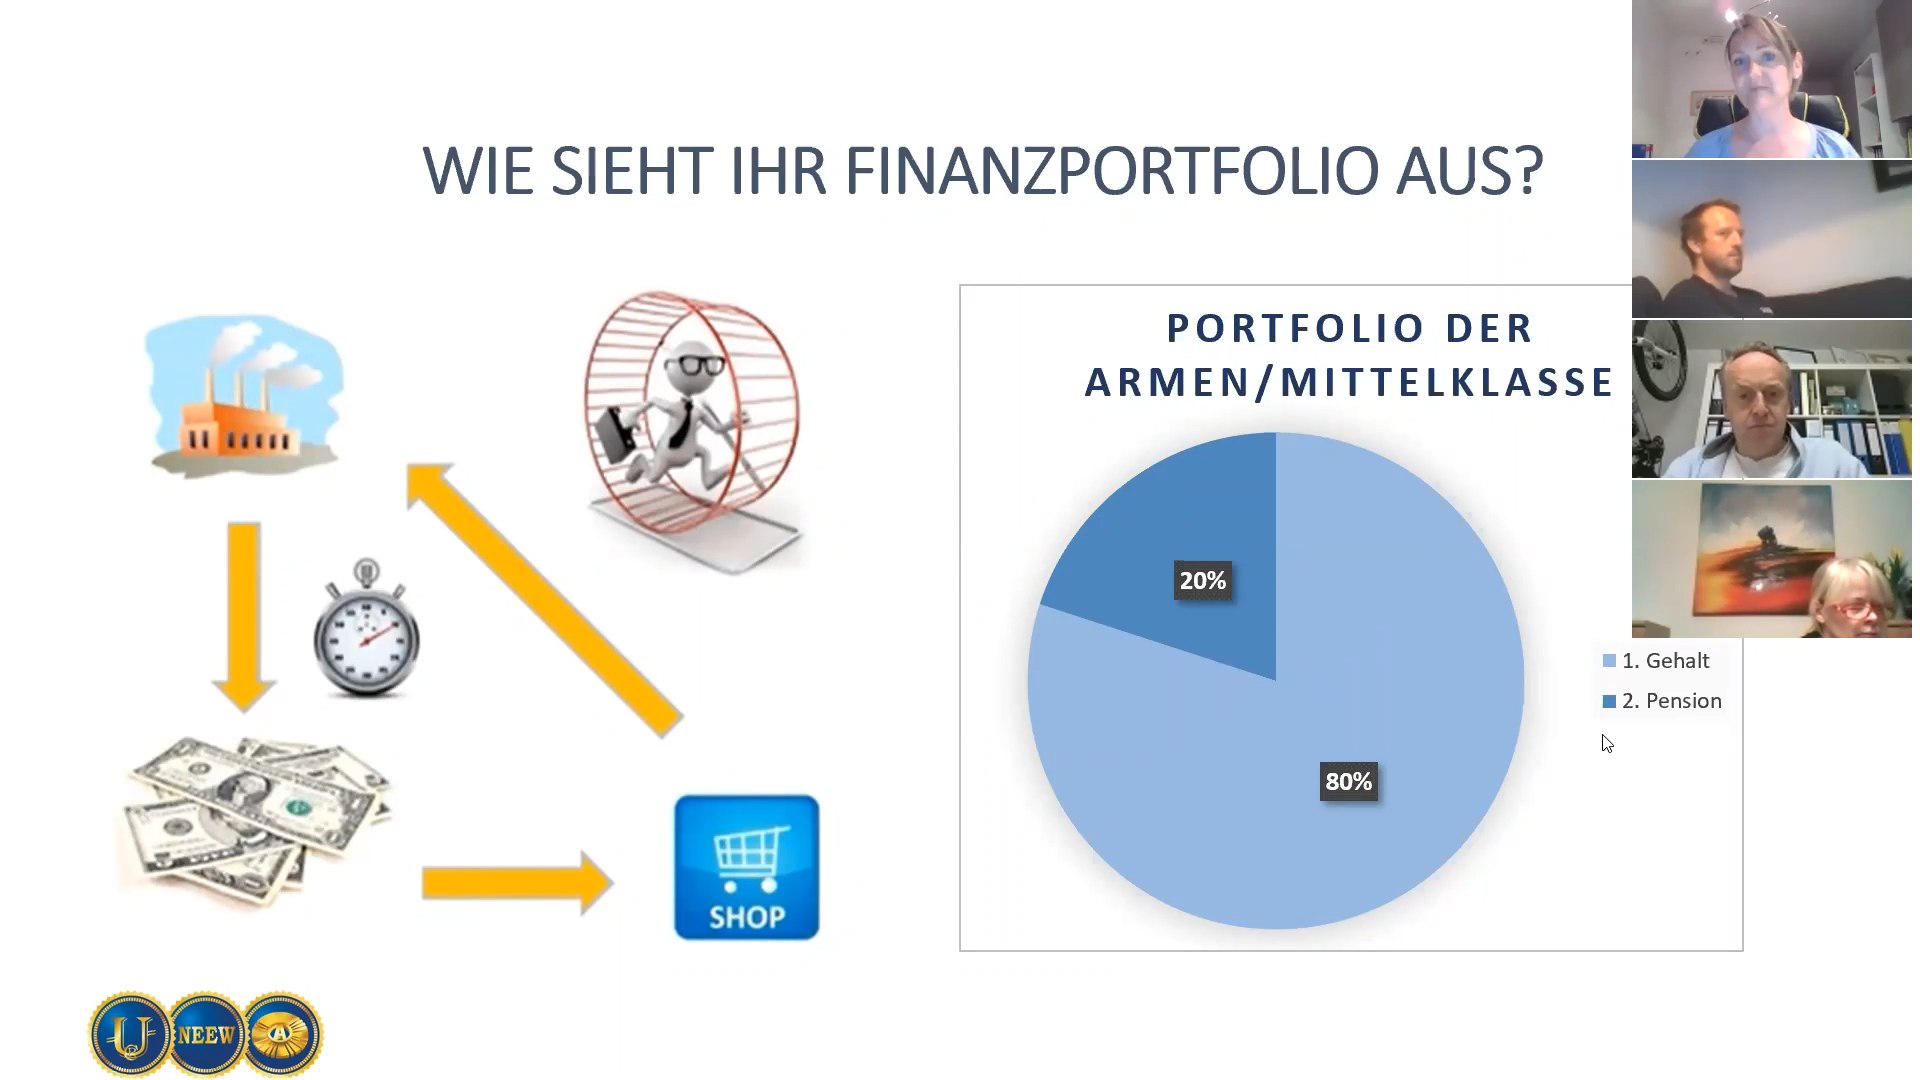 WIE SIEHT IHR FINANZPORTFOLIO AUS?
PORTFOLIO DER
ARMEN/MITTELKLASSE
20%
80%
1. Gehalt
2. Pension
SHOP
U
NEEW
A